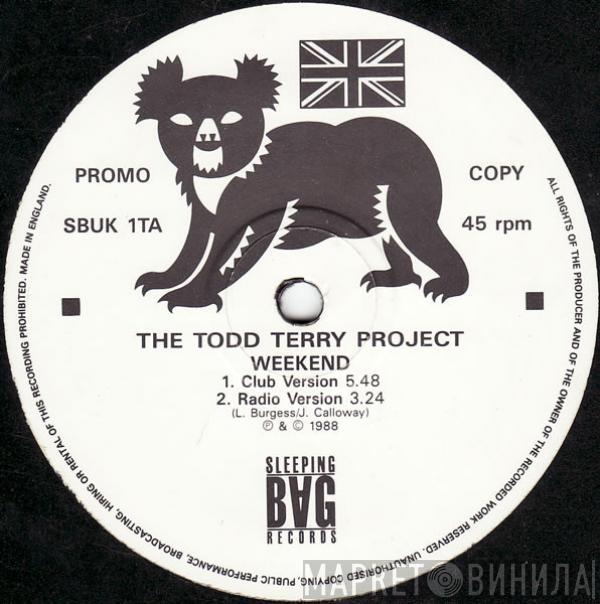 PROMO
COPY
SBUK 1TA
45 rpm
THE TODD TERRY PROJECT
WEEKEND
1. Club Version 5.48
2. Radio Version 3.24
(L. Burgess/J. Calloway)
℗ & © 1988
SLEEPING
BAG
RECORDS
ALL RIGHTS OF THE PRODUCER AND OF THE OWNER OF THE RECORDED WORK RESERVED. UNAUTHORISED COPYING, PUBLIC PERFORMANCE, BROADCASTING, HIRING OR RENTAL OF THIS RECORDING PROHIBITED. MADE IN ENGLAND.
МАРКЕТ ВИНИЛА